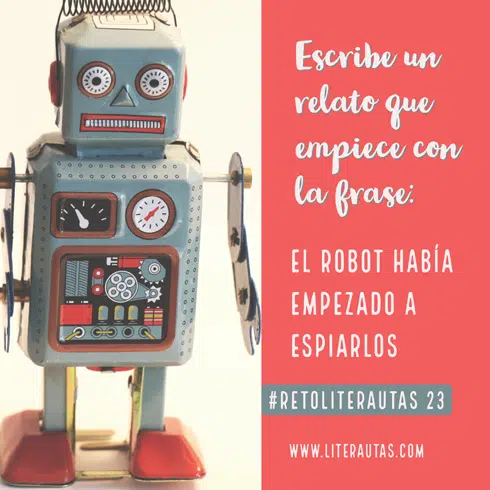 Escribe un
relato que
empiece con
la frase:
EL ROBOT HABÍA
EMPEZADO A
ESPIARLOS
#RETOLITERAUTAS 23
WWW.LITERAUTAS.COM